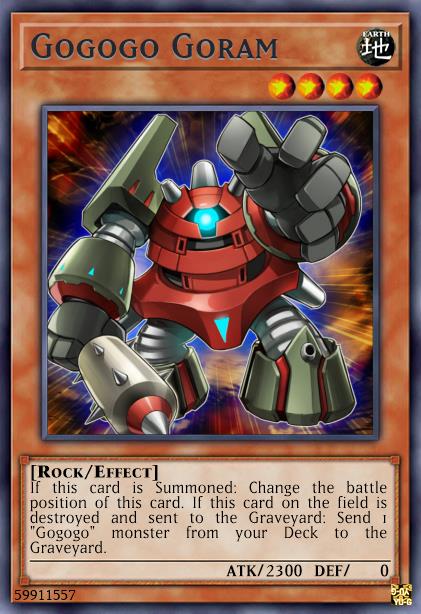 Gogogo Goram
EARTH
地
[Rock/Effect]
If this card is Summoned: Change the battle
position of this card. If this card on the field is
destroyed and sent to the Graveyard: Send 1
"Gogogo" monster from your Deck to the
Graveyard.
ATK/2300 DEF/ 0
59911557